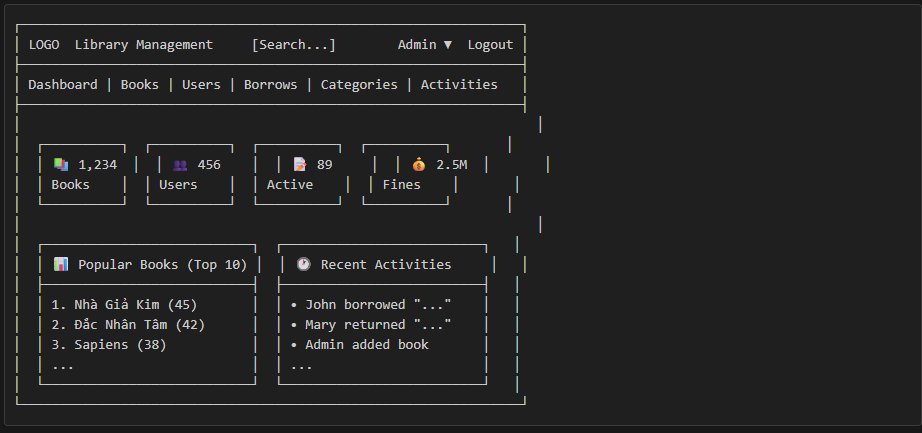 LOGO Library Management [Search...] Admin ▼ Logout
Dashboard | Books | Users | Borrows | Categories | Activities
📚 1,234 👥 456 📝 89 💰 2.5M
Books Users Active Fines
📊 Popular Books (Top 10) 🕐 Recent Activities
1. Nhà Giả Kim (45) • John borrowed "..."
2. Đắc Nhân Tâm (42) • Mary returned "..."
3. Sapiens (38) • Admin added book
... ...